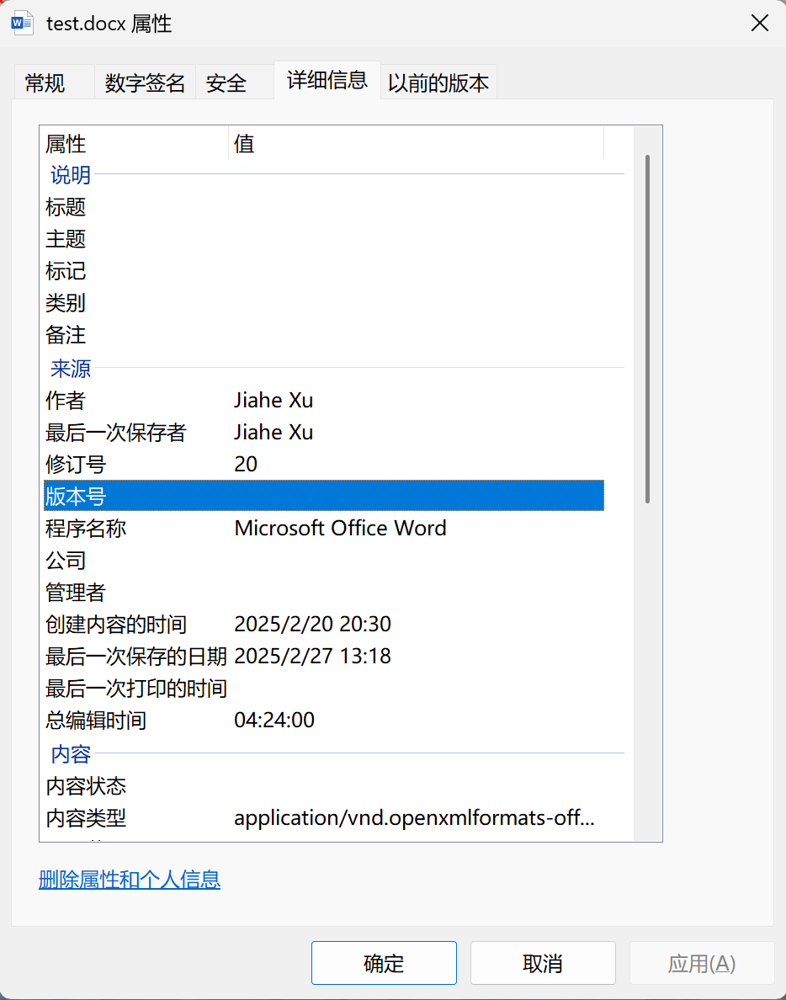 test.docx 属性
常规 数字签名 安全 详细信息 以前的版本
属性 值
说明
标题
主题
标记
类别
备注
来源
作者 Jiahe Xu
最后一次保存者 Jiahe Xu
修订号 20
版本号
程序名称 Microsoft Office Word
公司
管理者
创建内容的时间 2025/2/20 20:30
最后一次保存的日期 2025/2/27 13:18
最后一次打印的时间
总编辑时间 04:24:00
内容
内容状态
内容类型 application/vnd.openxmlformats-off...
删除属性和个人信息
确定 取消 应用(A)